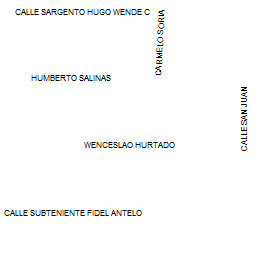 CALLE SARGENTO HUGO WENDE C
CARMELO SORIA
HUMBERTO SALINAS
CALLE SAN JUAN
WENCESLAO HURTADO
CALLE SUBTENIENTE FIDEL ANTELO